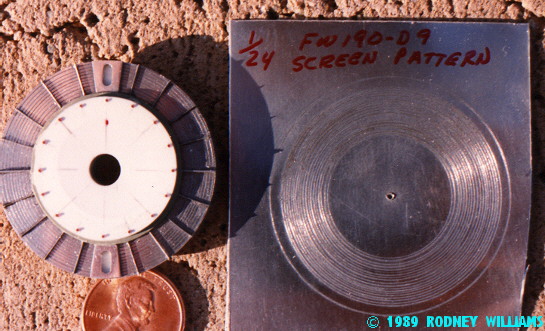 1/24 FW190-D9
SCREEN PATTERN
© 1989 RODNEY WILLIAMS